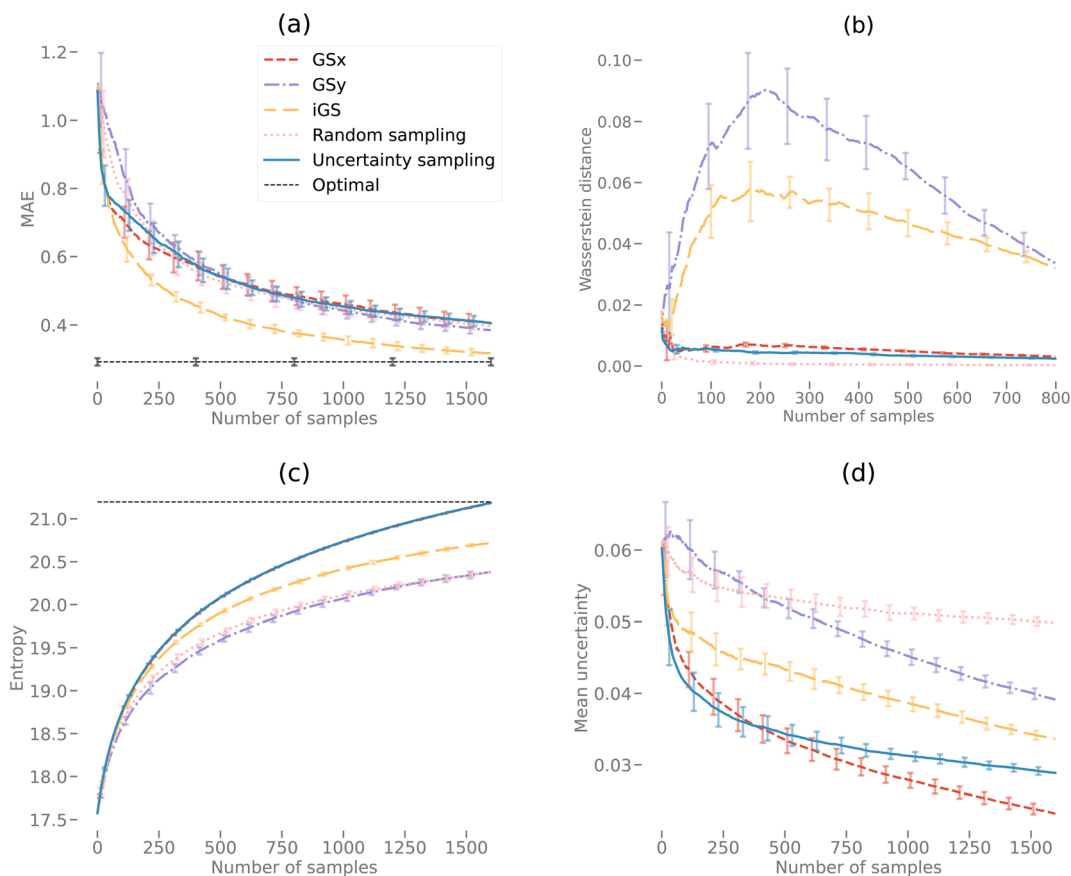 (a)
MAE
1.2
1.0
0.8
0.6
0.4
0 250 500 750 1000 1250 1500
Number of samples
GSx
GSy
iGS
Random sampling
Uncertainty sampling
Optimal
(b)
Wasserstein distance
0.10
0.08
0.06
0.04
0.02
0.00
0 100 200 300 400 500 600 700 800
Number of samples
(c)
Entropy
21.0
20.5
20.0
19.5
19.0
18.5
18.0
17.5
0 250 500 750 1000 1250 1500
Number of samples
(d)
Mean uncertainty
0.06
0.05
0.04
0.03
0 250 500 750 1000 1250 1500
Number of samples